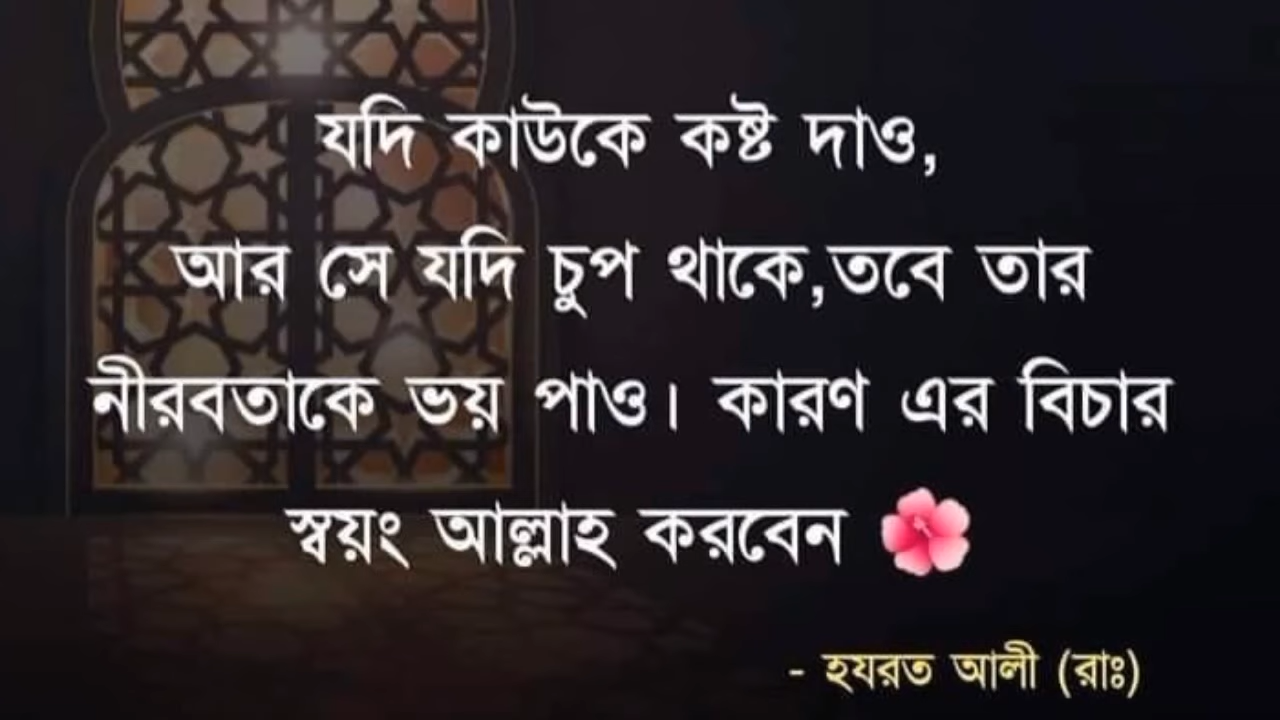 যদি কাউকে কষ্ট দাও,
আর সে যদি চুপ থাকে,তবে তার
নীরবতাকে ভয় পাও। কারণ এর বিচার
স্বয়ং আল্লাহ করবেন 🌺
- হযরত আলী (রাঃ)